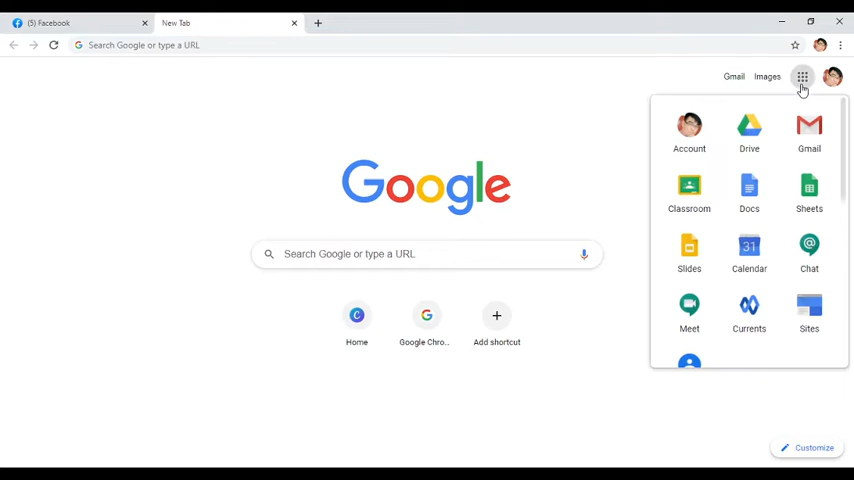 (5) Facebook
New Tab
Search Google or type a URL
Gmail Images
Account Drive Gmail
Google
Classroom Docs Sheets
Search Google or type a URL
31
Slides Calendar Chat
Meet Currents Sites
Home Google Chro... Add shortcut
Customize